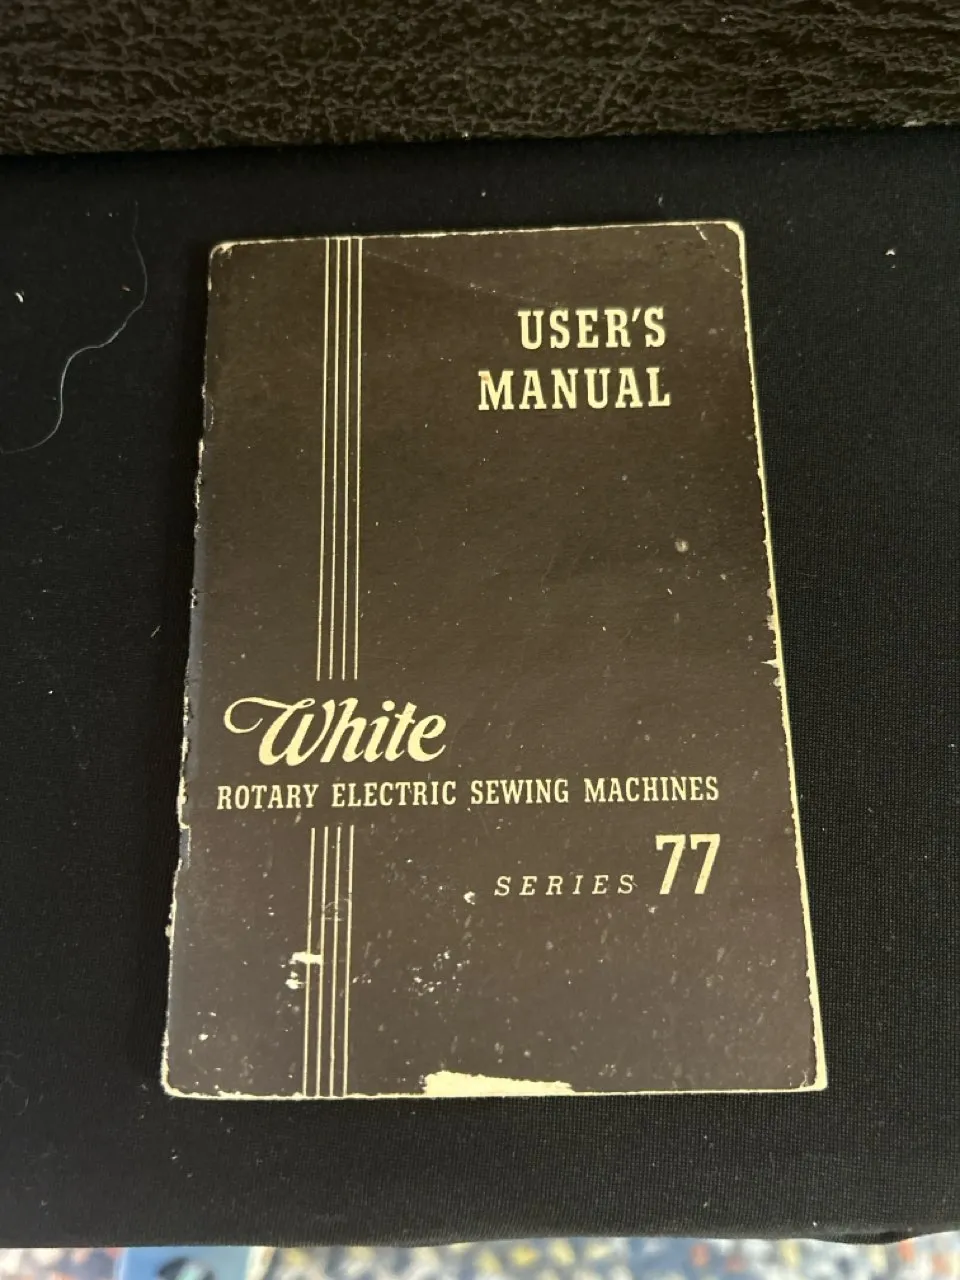 USER'S
MANUAL
White
ROTARY ELECTRIC SEWING MACHINES
SERIES 77